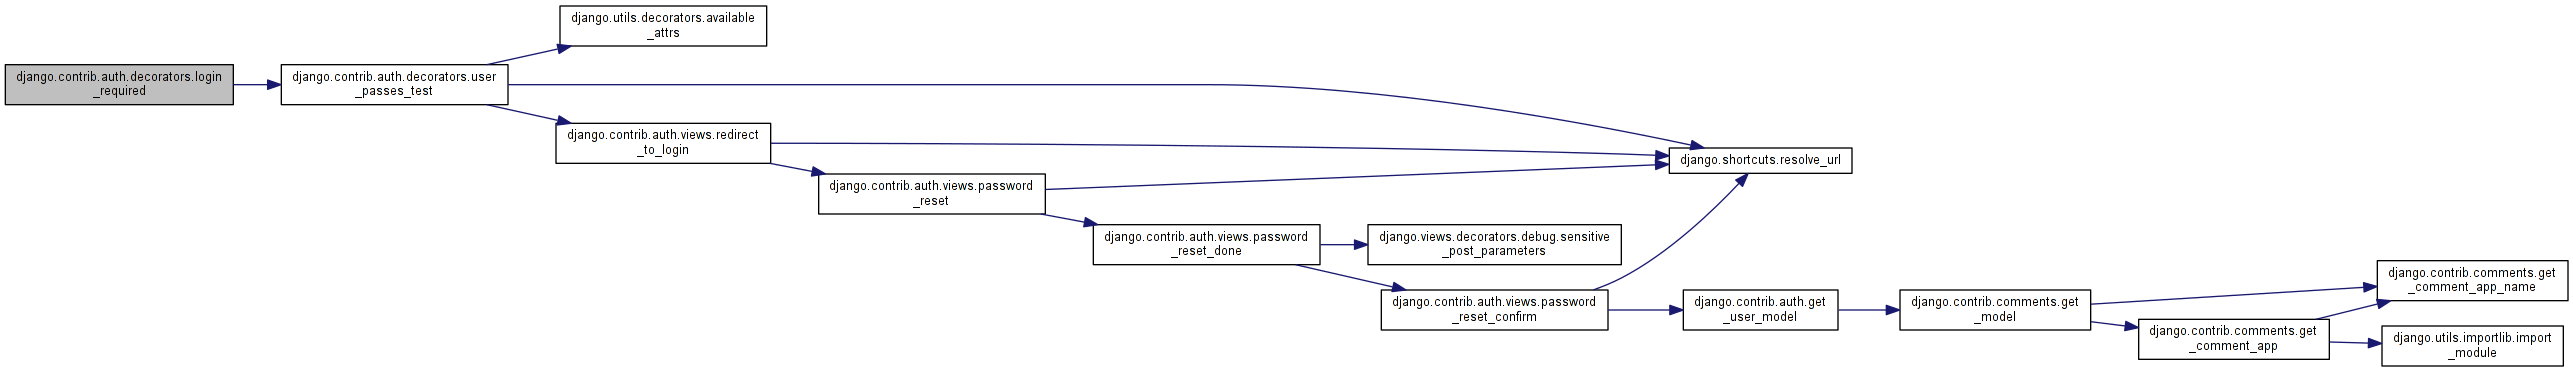 django.utils.decorators.available
_attrs
django.contrib.auth.decorators.login
_required
django.contrib.auth.decorators.user
_passes_test
django.contrib.auth.views.redirect
_to_login
django.shortcuts.resolve_url
django.contrib.auth.views.password
_reset
django.contrib.auth.views.password
_reset_done
django.views.decorators.debug.sensitive
_post_parameters
django.contrib.auth.views.password
_reset_confirm
django.contrib.auth.get
_user_model
django.contrib.comments.get
_model
django.contrib.comments.get
_comment_app_name
django.contrib.comments.get
_comment_app
django.utils.importlib.import
_module